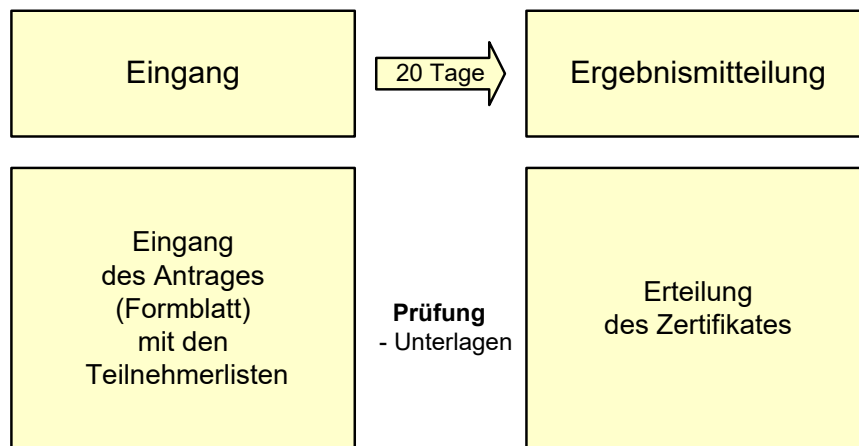 Eingang
20 Tage
Ergebnismitteilung
Eingang
des Antrages
(Formblatt)
mit den
Teilnehmerlisten
Prüfung
- Unterlagen
Erteilung
des Zertifikates